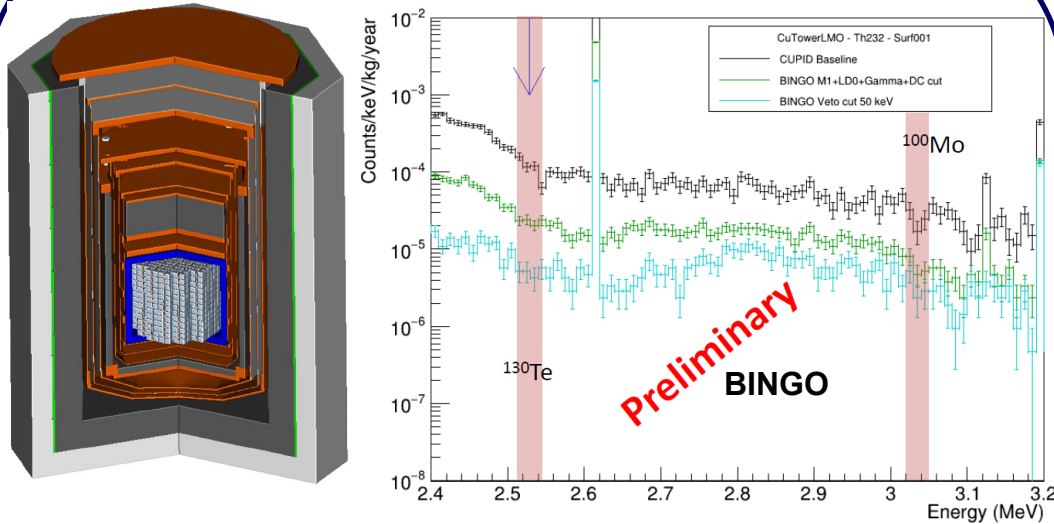 Counts/keV/kg/year
10⁻²
10⁻³
10⁻⁴
10⁻⁵
10⁻⁶
10⁻⁷
10⁻⁸
CuTowerLMO - Th232 - Surf001
CUPID Baseline
BINGO M1+LD0+Gamma+DC cut
BINGO Veto cut 50 keV
¹⁰⁰Mo
¹³⁰Te
Preliminary
BINGO
2.4 2.5 2.6 2.7 2.8 2.9 3 3.1 3.2
Energy (MeV)